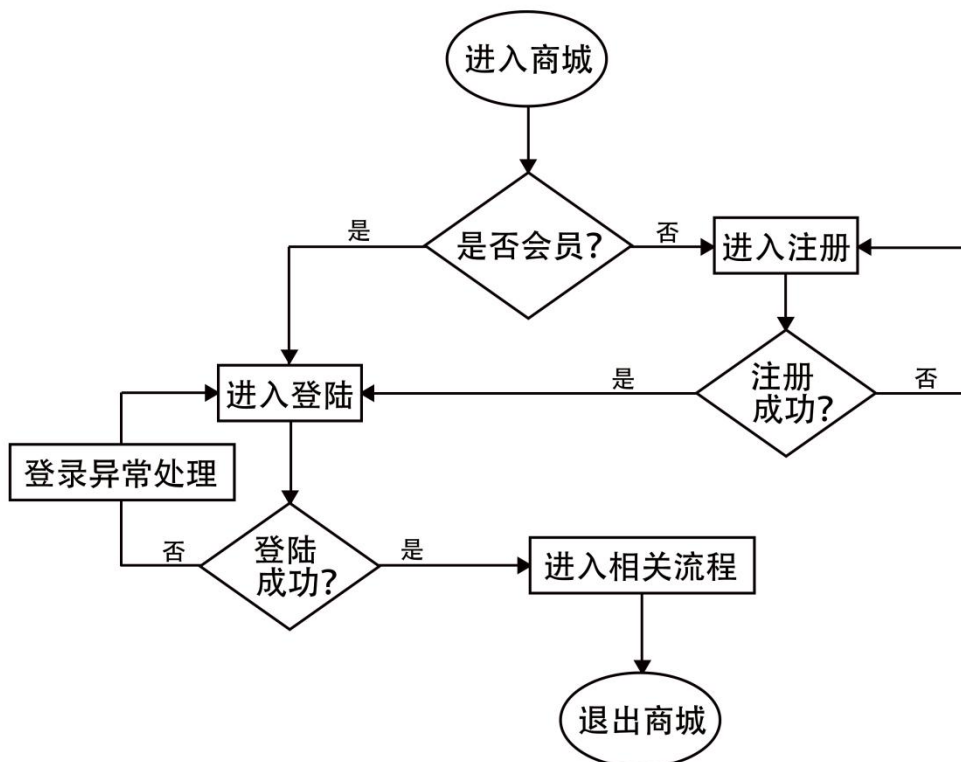 进入商城
是
是否会员?
否
进入注册
进入登陆
是
注册
成功?
否
登录异常处理
否
登陆
成功?
是
进入相关流程
退出商城